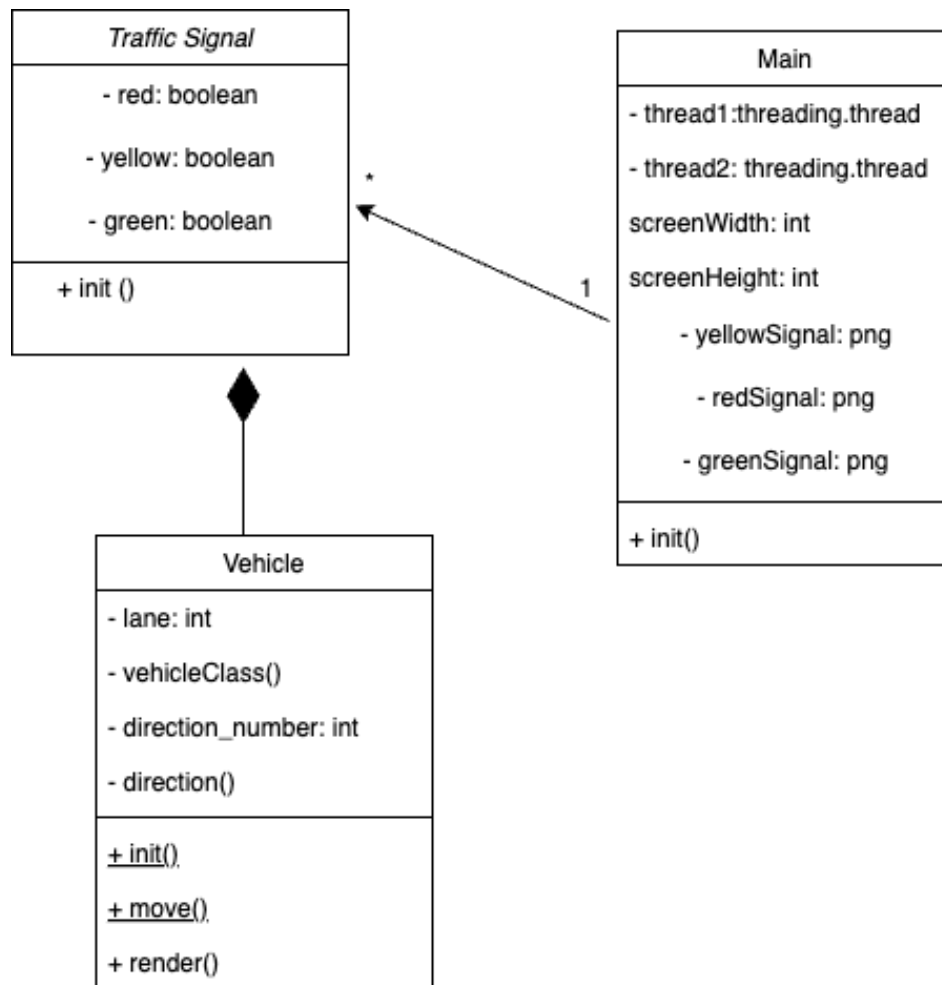 Traffic Signal
- red: boolean
- yellow: boolean
- green: boolean
+ init ()
*
1
Main
- thread1:threading.thread
- thread2: threading.thread
screenWidth: int
screenHeight: int
- yellowSignal: png
- redSignal: png
- greenSignal: png
+ init()
Vehicle
- lane: int
- vehicleClass()
- direction_number: int
- direction()
+ init()
+ move()
+ render()